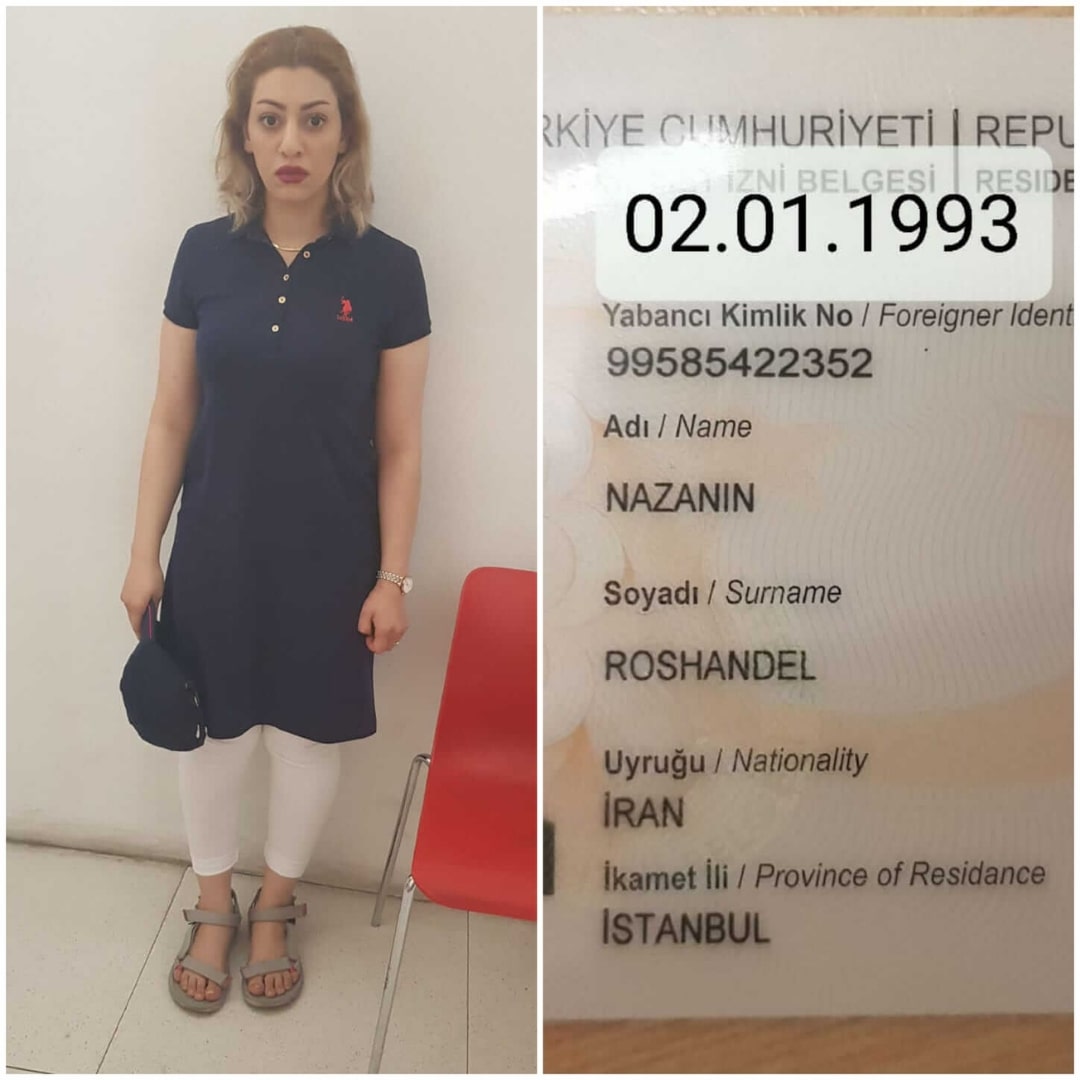 RKİYE CUMHURİYETİ | REPU
İZNİ BELGESİ | RESIDE
02.01.1993
Yabancı Kimlik No / Foreigner Ident
99585422352
Adı / Name
NAZANIN
Soyadı / Surname
ROSHANDEL
Uyruğu / Nationality
İRAN
İkamet İli / Province of Residance
İSTANBUL